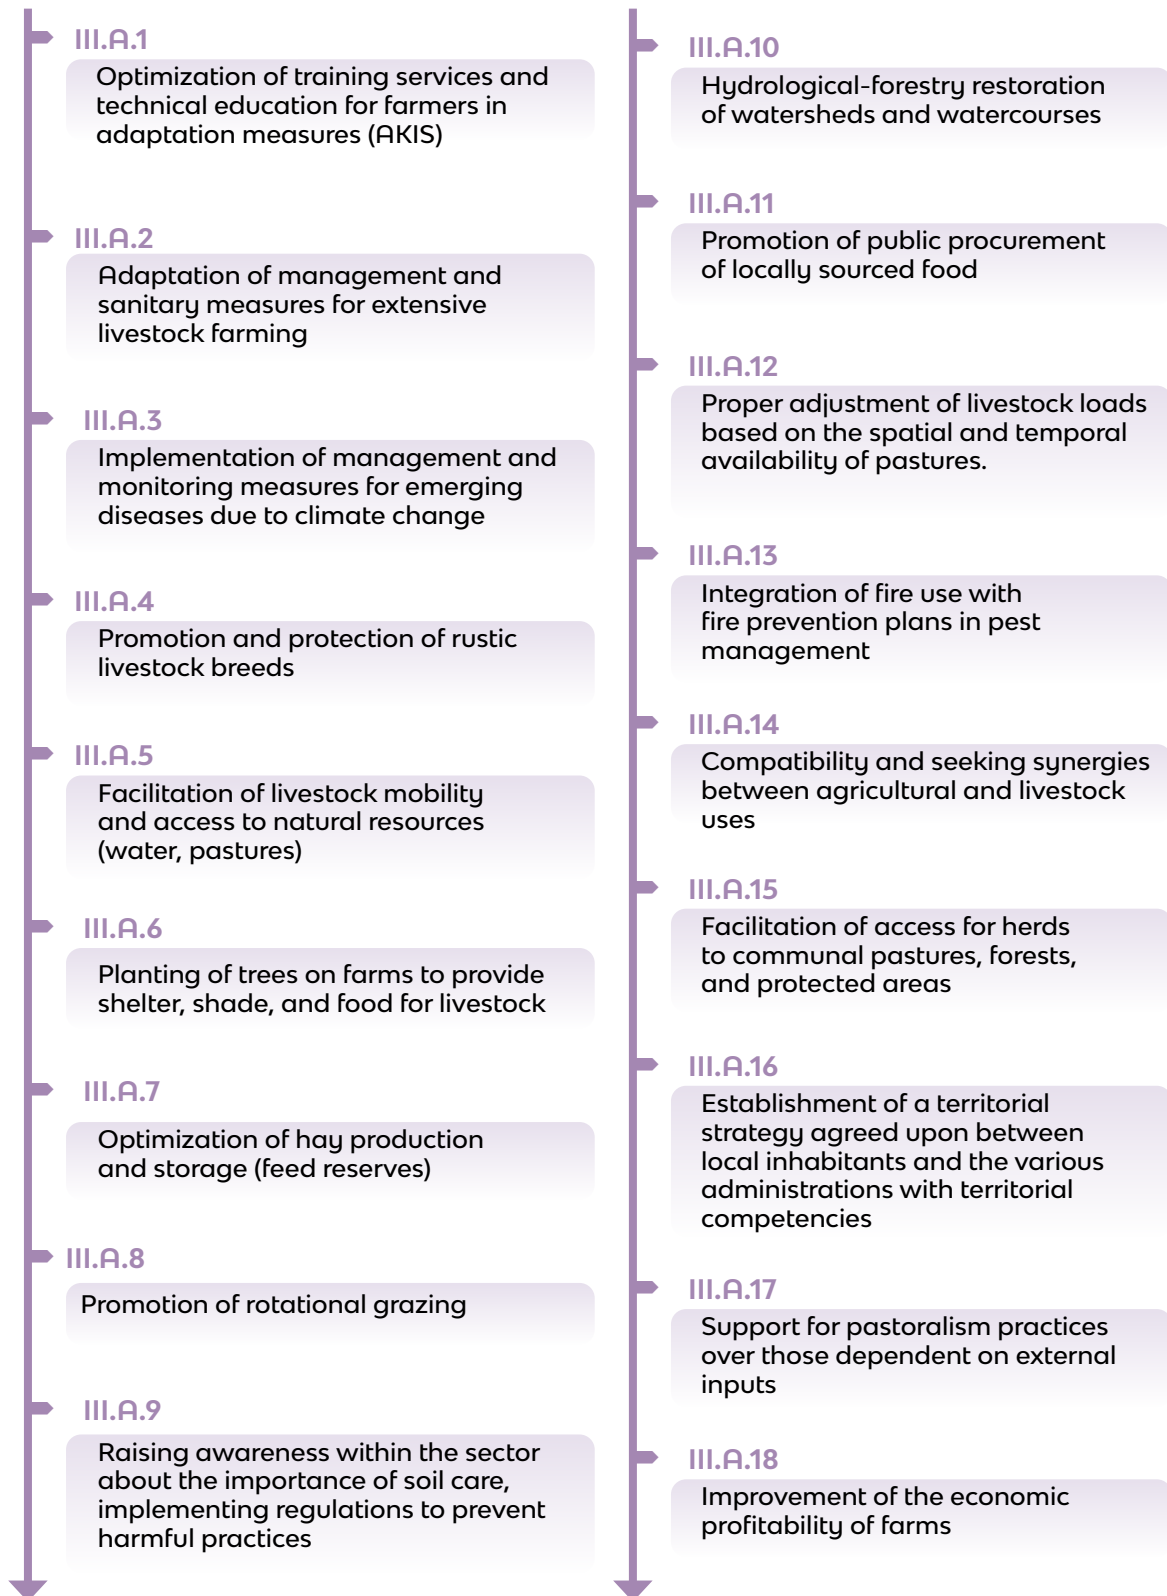 III.A.1
Optimization of training services and
technical education for farmers in
adaptation measures (AKIS)
III.A.2
Adaptation of management and
sanitary measures for extensive
livestock farming
III.A.3
Implementation of management and
monitoring measures for emerging
diseases due to climate change
III.A.4
Promotion and protection of rustic
livestock breeds
III.A.5
Facilitation of livestock mobility
and access to natural resources
(water, pastures)
III.A.6
Planting of trees on farms to provide
shelter, shade, and food for livestock
III.A.7
Optimization of hay production
and storage (feed reserves)
III.A.8
Promotion of rotational grazing
III.A.9
Raising awareness within the sector
about the importance of soil care,
implementing regulations to prevent
harmful practices
III.A.10
Hydrological-forestry restoration
of watersheds and watercourses
III.A.11
Promotion of public procurement
of locally sourced food
III.A.12
Proper adjustment of livestock loads
based on the spatial and temporal
availability of pastures.
III.A.13
Integration of fire use with
fire prevention plans in pest
management
III.A.14
Compatibility and seeking synergies
between agricultural and livestock
uses
III.A.15
Facilitation of access for herds
to communal pastures, forests,
and protected areas
III.A.16
Establishment of a territorial
strategy agreed upon between
local inhabitants and the various
administrations with territorial
competencies
III.A.17
Support for pastoralism practices
over those dependent on external
inputs
III.A.18
Improvement of the economic
profitability of farms